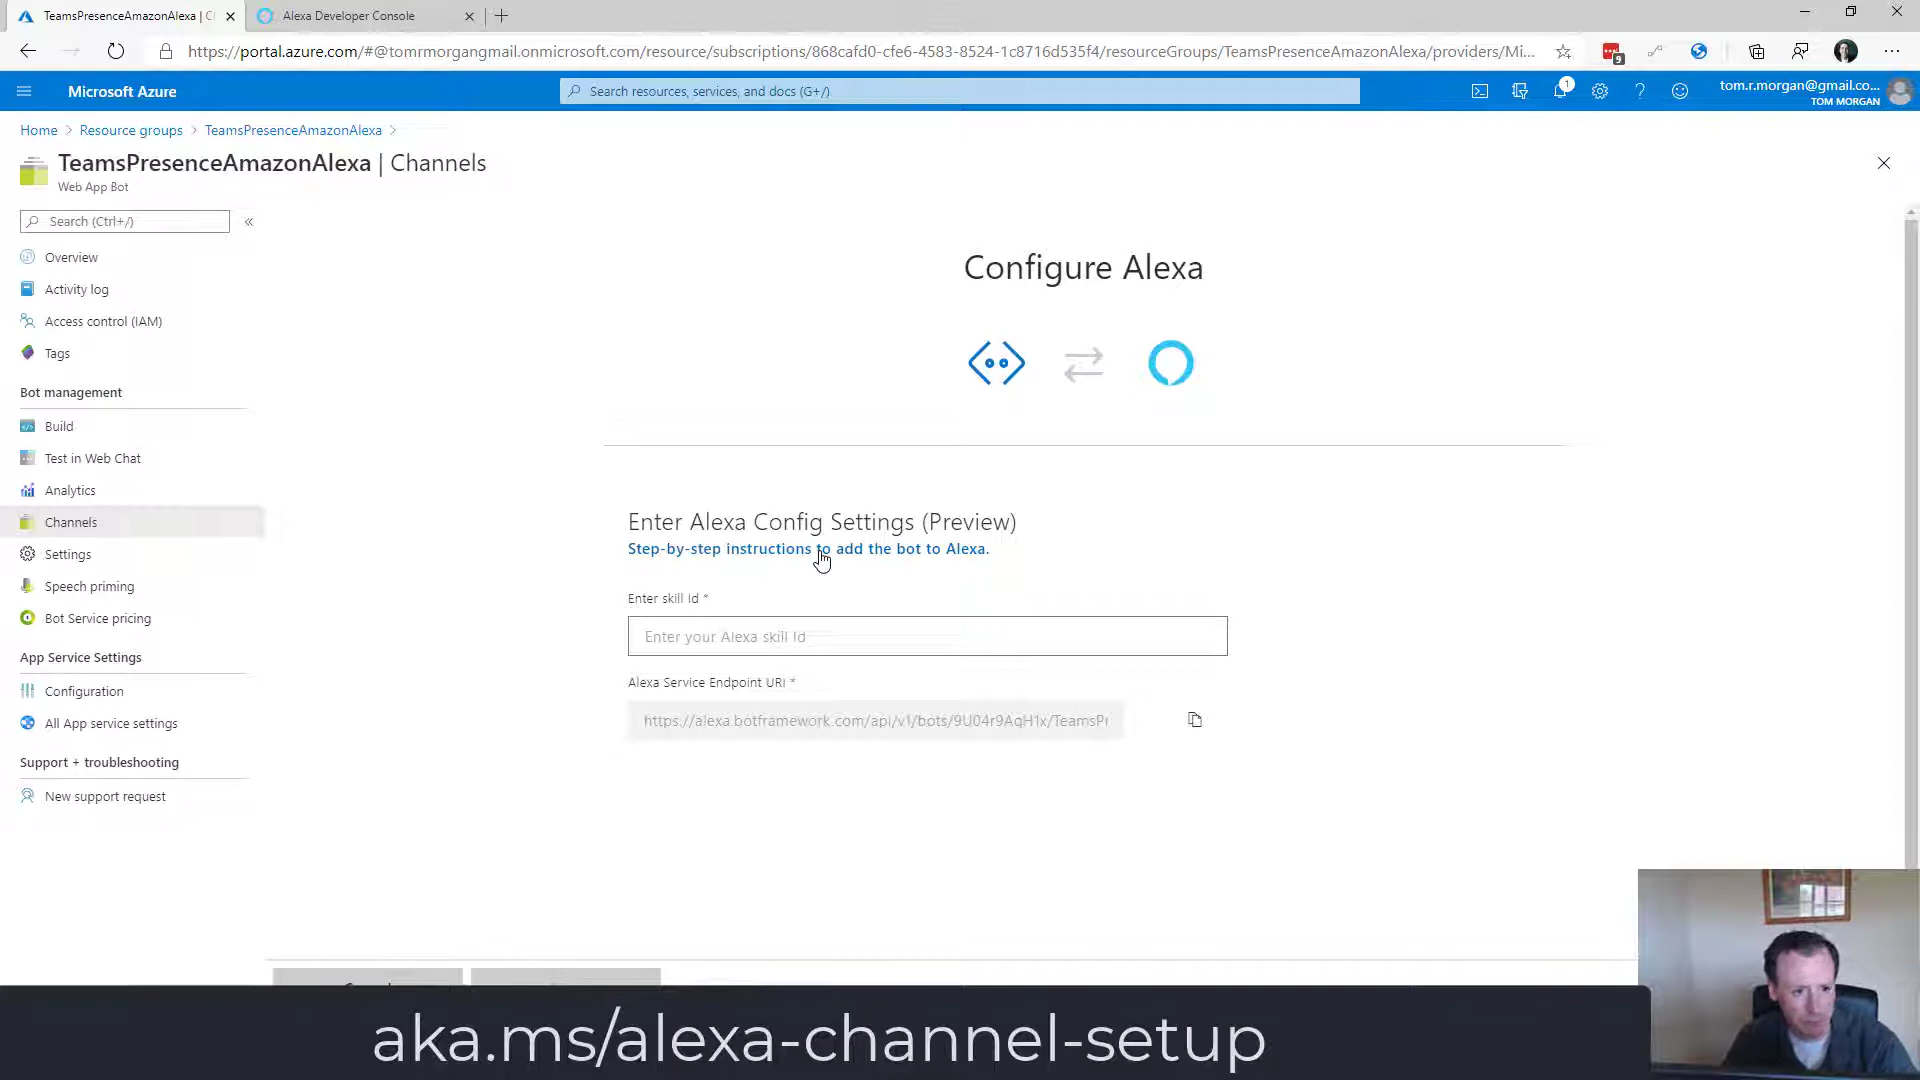 TeamsPresenceAmazonAlexa | C
Alexa Developer Console
https://portal.azure.com/#@tomrmorgangmail.onmicrosoft.com/resource/subscriptions/868cafd0-cfe6-4583-8524-1c8716d535f4/resourceGroups/TeamsPresenceAmazonAlexa/providers/Mi...
9
Microsoft Azure
Search resources, services, and docs (G+/)
1
tom.r.morgan@gmail.co...
TOM MORGAN
Home > Resource groups > TeamsPresenceAmazonAlexa >
TeamsPresenceAmazonAlexa | Channels
Web App Bot
Search (Ctrl+/)
«
Overview
Activity log
Access control (IAM)
Tags
Bot management
Build
Test in Web Chat
Analytics
Channels
Settings
Speech priming
Bot Service pricing
App Service Settings
Configuration
All App service settings
Support + troubleshooting
New support request
Configure Alexa
Enter Alexa Config Settings (Preview)
Step-by-step instructions to add the bot to Alexa.
Enter skill Id *
Enter your Alexa skill Id
Alexa Service Endpoint URI *
https://alexa.botframework.com/api/v1/bots/9U04r9AqH1x/TeamsPr
aka.ms/alexa-channel-setup